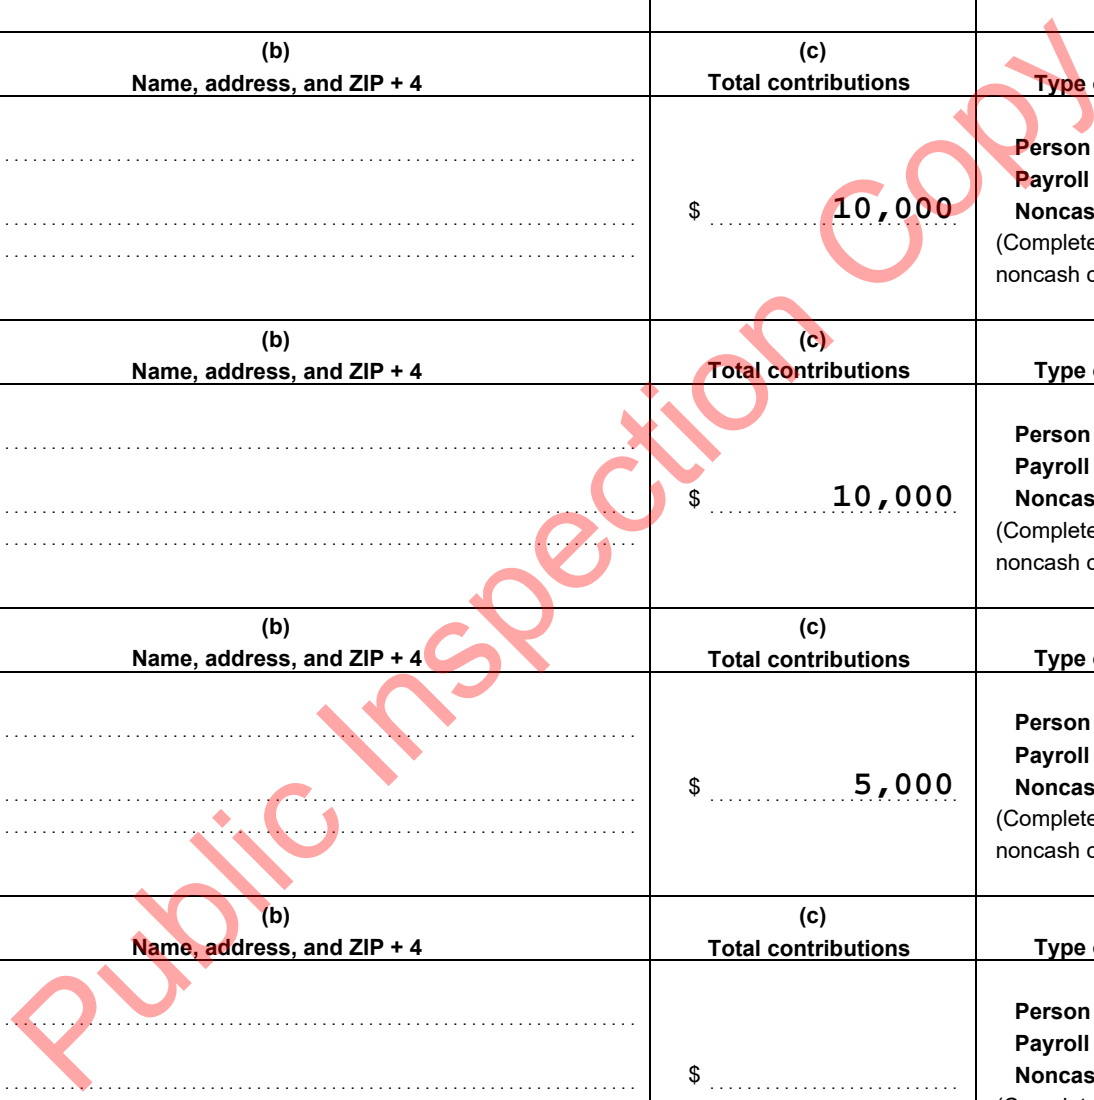 (b) (c)
Name, address, and ZIP + 4 Total contributions Type
Person
Payroll
$ 10,000 Noncas
(Complete
noncash
(b) (c)
Name, address, and ZIP + 4 Total contributions Type
Person
Payroll
$ 10,000 Noncas
(Complete
noncash
(b) (c)
Name, address, and ZIP + 4 Total contributions Type
Person
Payroll
$ 5,000 Noncas
(Complete
noncash
(b) (c)
Name, address, and ZIP + 4 Total contributions Type
Person
Payroll
$ Noncas
Public Inspection Copy